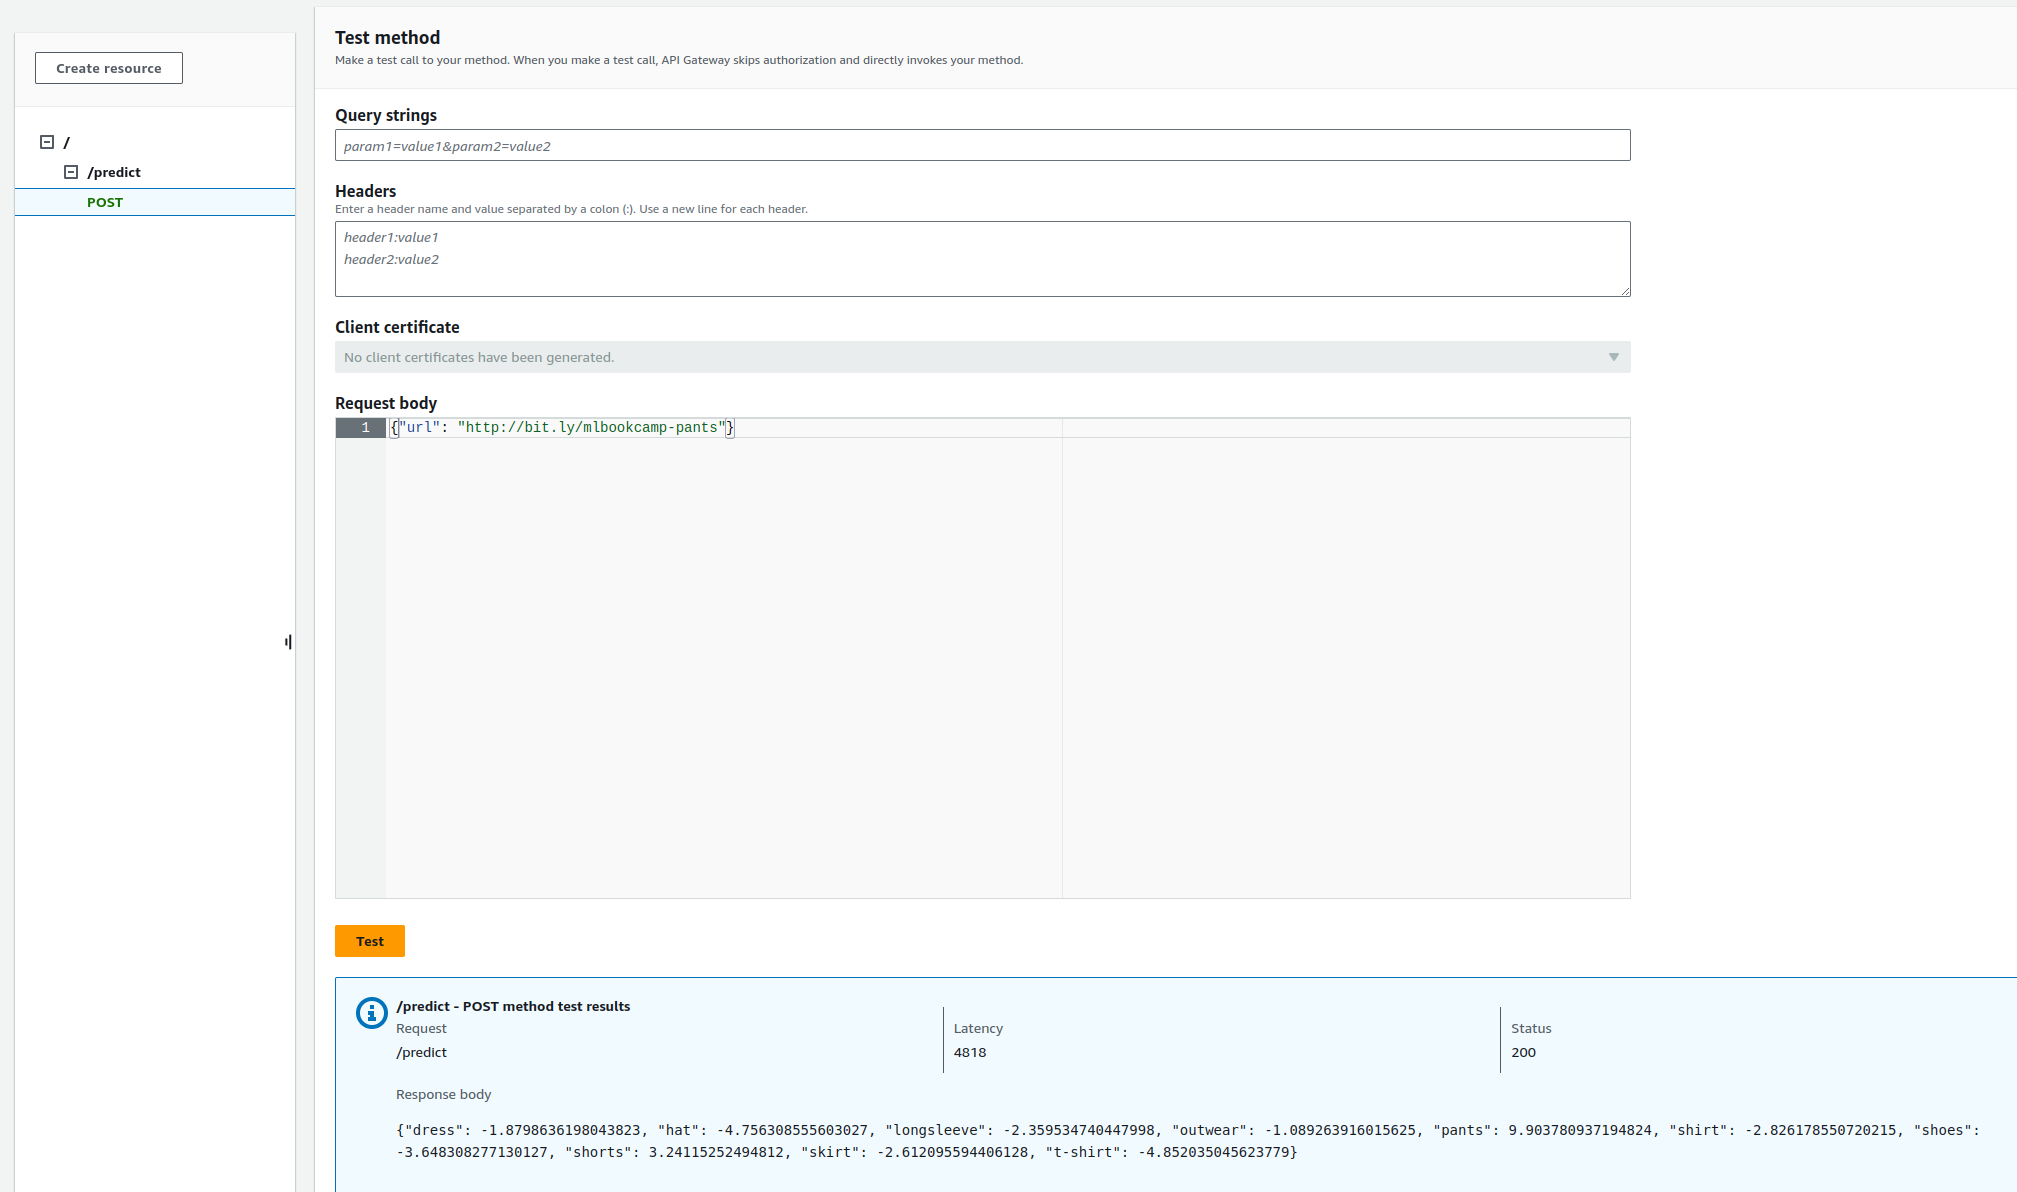 Create resource
/
/predict
POST
Test method
Make a test call to your method. When you make a test call, API Gateway skips authorization and directly invokes your method.
Query strings
param1=value1&param2=value2
Headers
Enter a header name and value separated by a colon (:). Use a new line for each header.
header1:value1
header2:value2
Client certificate
No client certificates have been generated.
Request body
1 {"url": "http://bit.ly/mlbookcamp-pants"}
Test
/predict - POST method test results
Request
/predict
Latency
4818
Status
200
Response body
{"dress": -1.8798636198043823, "hat": -4.756308555603027, "longsleeve": -2.359534740447998, "outwear": -1.089263916015625, "pants": 9.903780937194824, "shirt": -2.826178550720215, "shoes":
-3.648308277130127, "shorts": 3.24115252494812, "skirt": -2.612095594406128, "t-shirt": -4.852035045623779}